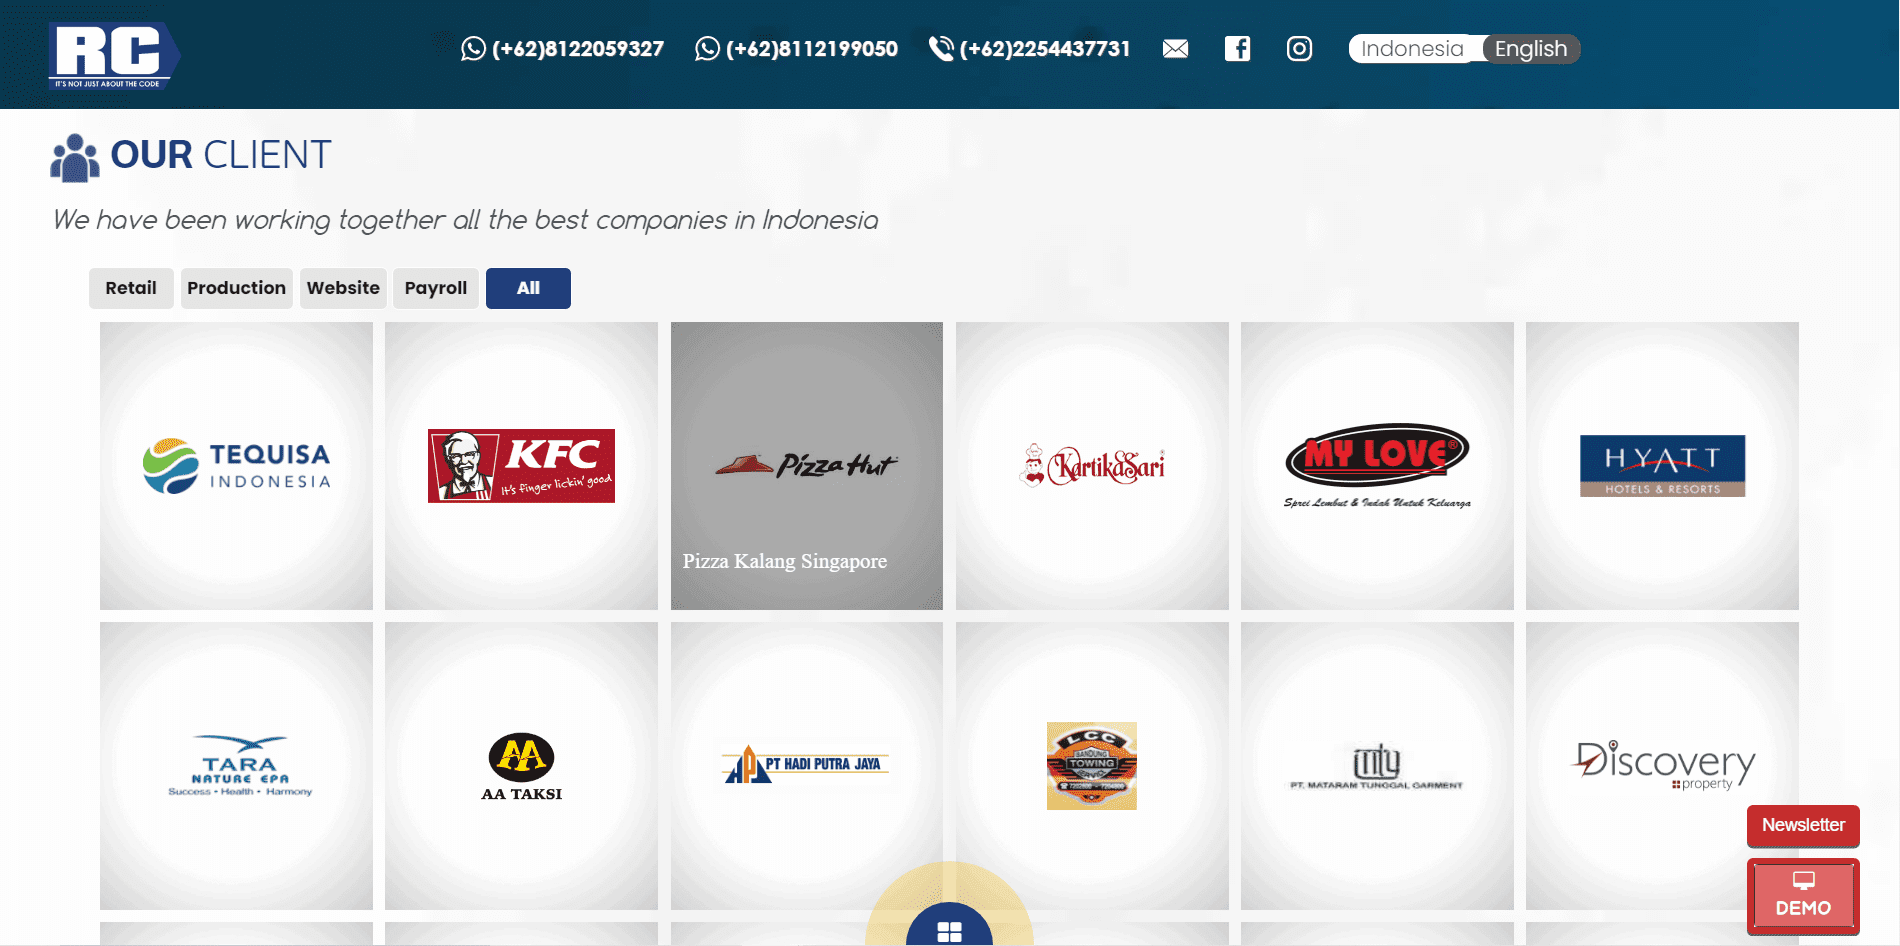 RC
IT'S NOT JUST ABOUT THE CODE
(+62)8122059327
(+62)8112199050
(+62)2254437731
Indonesia
English
OUR CLIENT
We have been working together all the best companies in Indonesia
Retail
Production
Website
Payroll
All
TEQUISA
INDONESIA
KFC
It's finger lickin' good
Pizza Hut
Pizza Kalang Singapore
KartikaSari
MY LOVE®
Sprei Lembut & Indah Untuk Keluarga
HYATT
HOTELS & RESORTS
TARA
NATURE EPA
Success • Health • Harmony
AA
AA TAKSI
PT HADI PUTRA JAYA
LCC
BANDUNG
TOWING
mty
PT. MATARAM TUNGGAL GARMENT
Discovery
property
Newsletter
DEMO